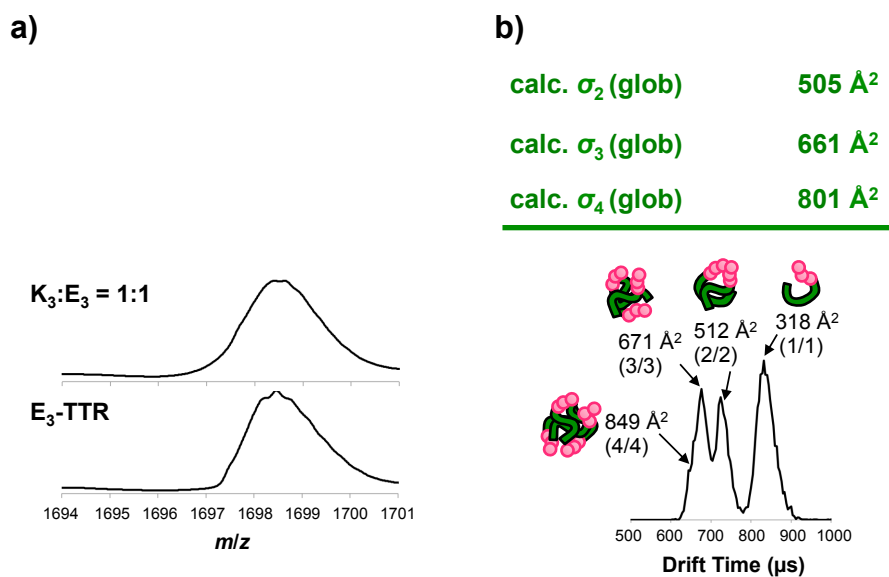 a)
K₃:E₃ = 1:1
E₃-TTR
1694 1695 1696 1697 1698 1699 1700 1701
m/z
b)
calc. σ₂ (glob) 505 Å²
calc. σ₃ (glob) 661 Å²
calc. σ₄ (glob) 801 Å²
671 Å²
(3/3)
512 Å²
(2/2)
318 Å²
(1/1)
849 Å²
(4/4)
500 600 700 800 900 1000
Drift Time (µs)